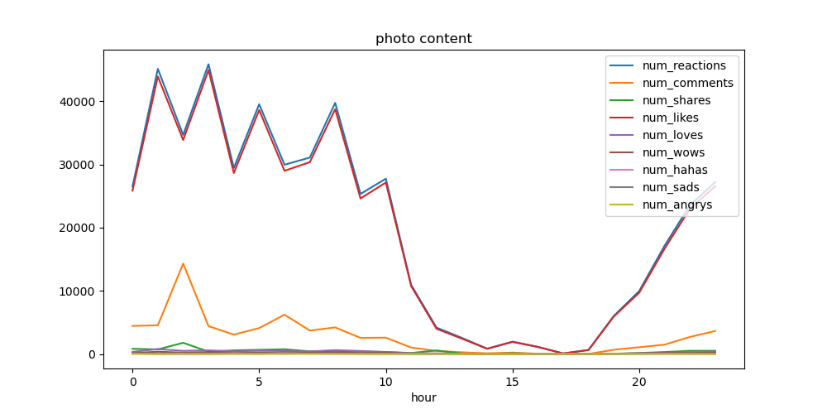 photo content
num_reactions
num_comments
num_shares
num_likes
num_loves
num_wows
num_hahas
num_sads
num_angrys
40000
30000
20000
10000
0
0 5 10 15 20
hour